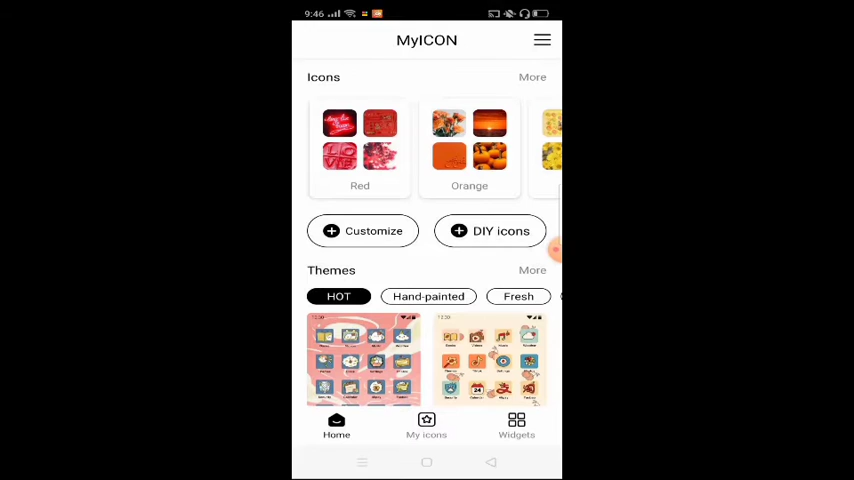 9:46
MyICON
Icons More
Red Orange
Customize DIY icons
Themes More
HOT Hand-painted Fresh
Home My icons Widgets